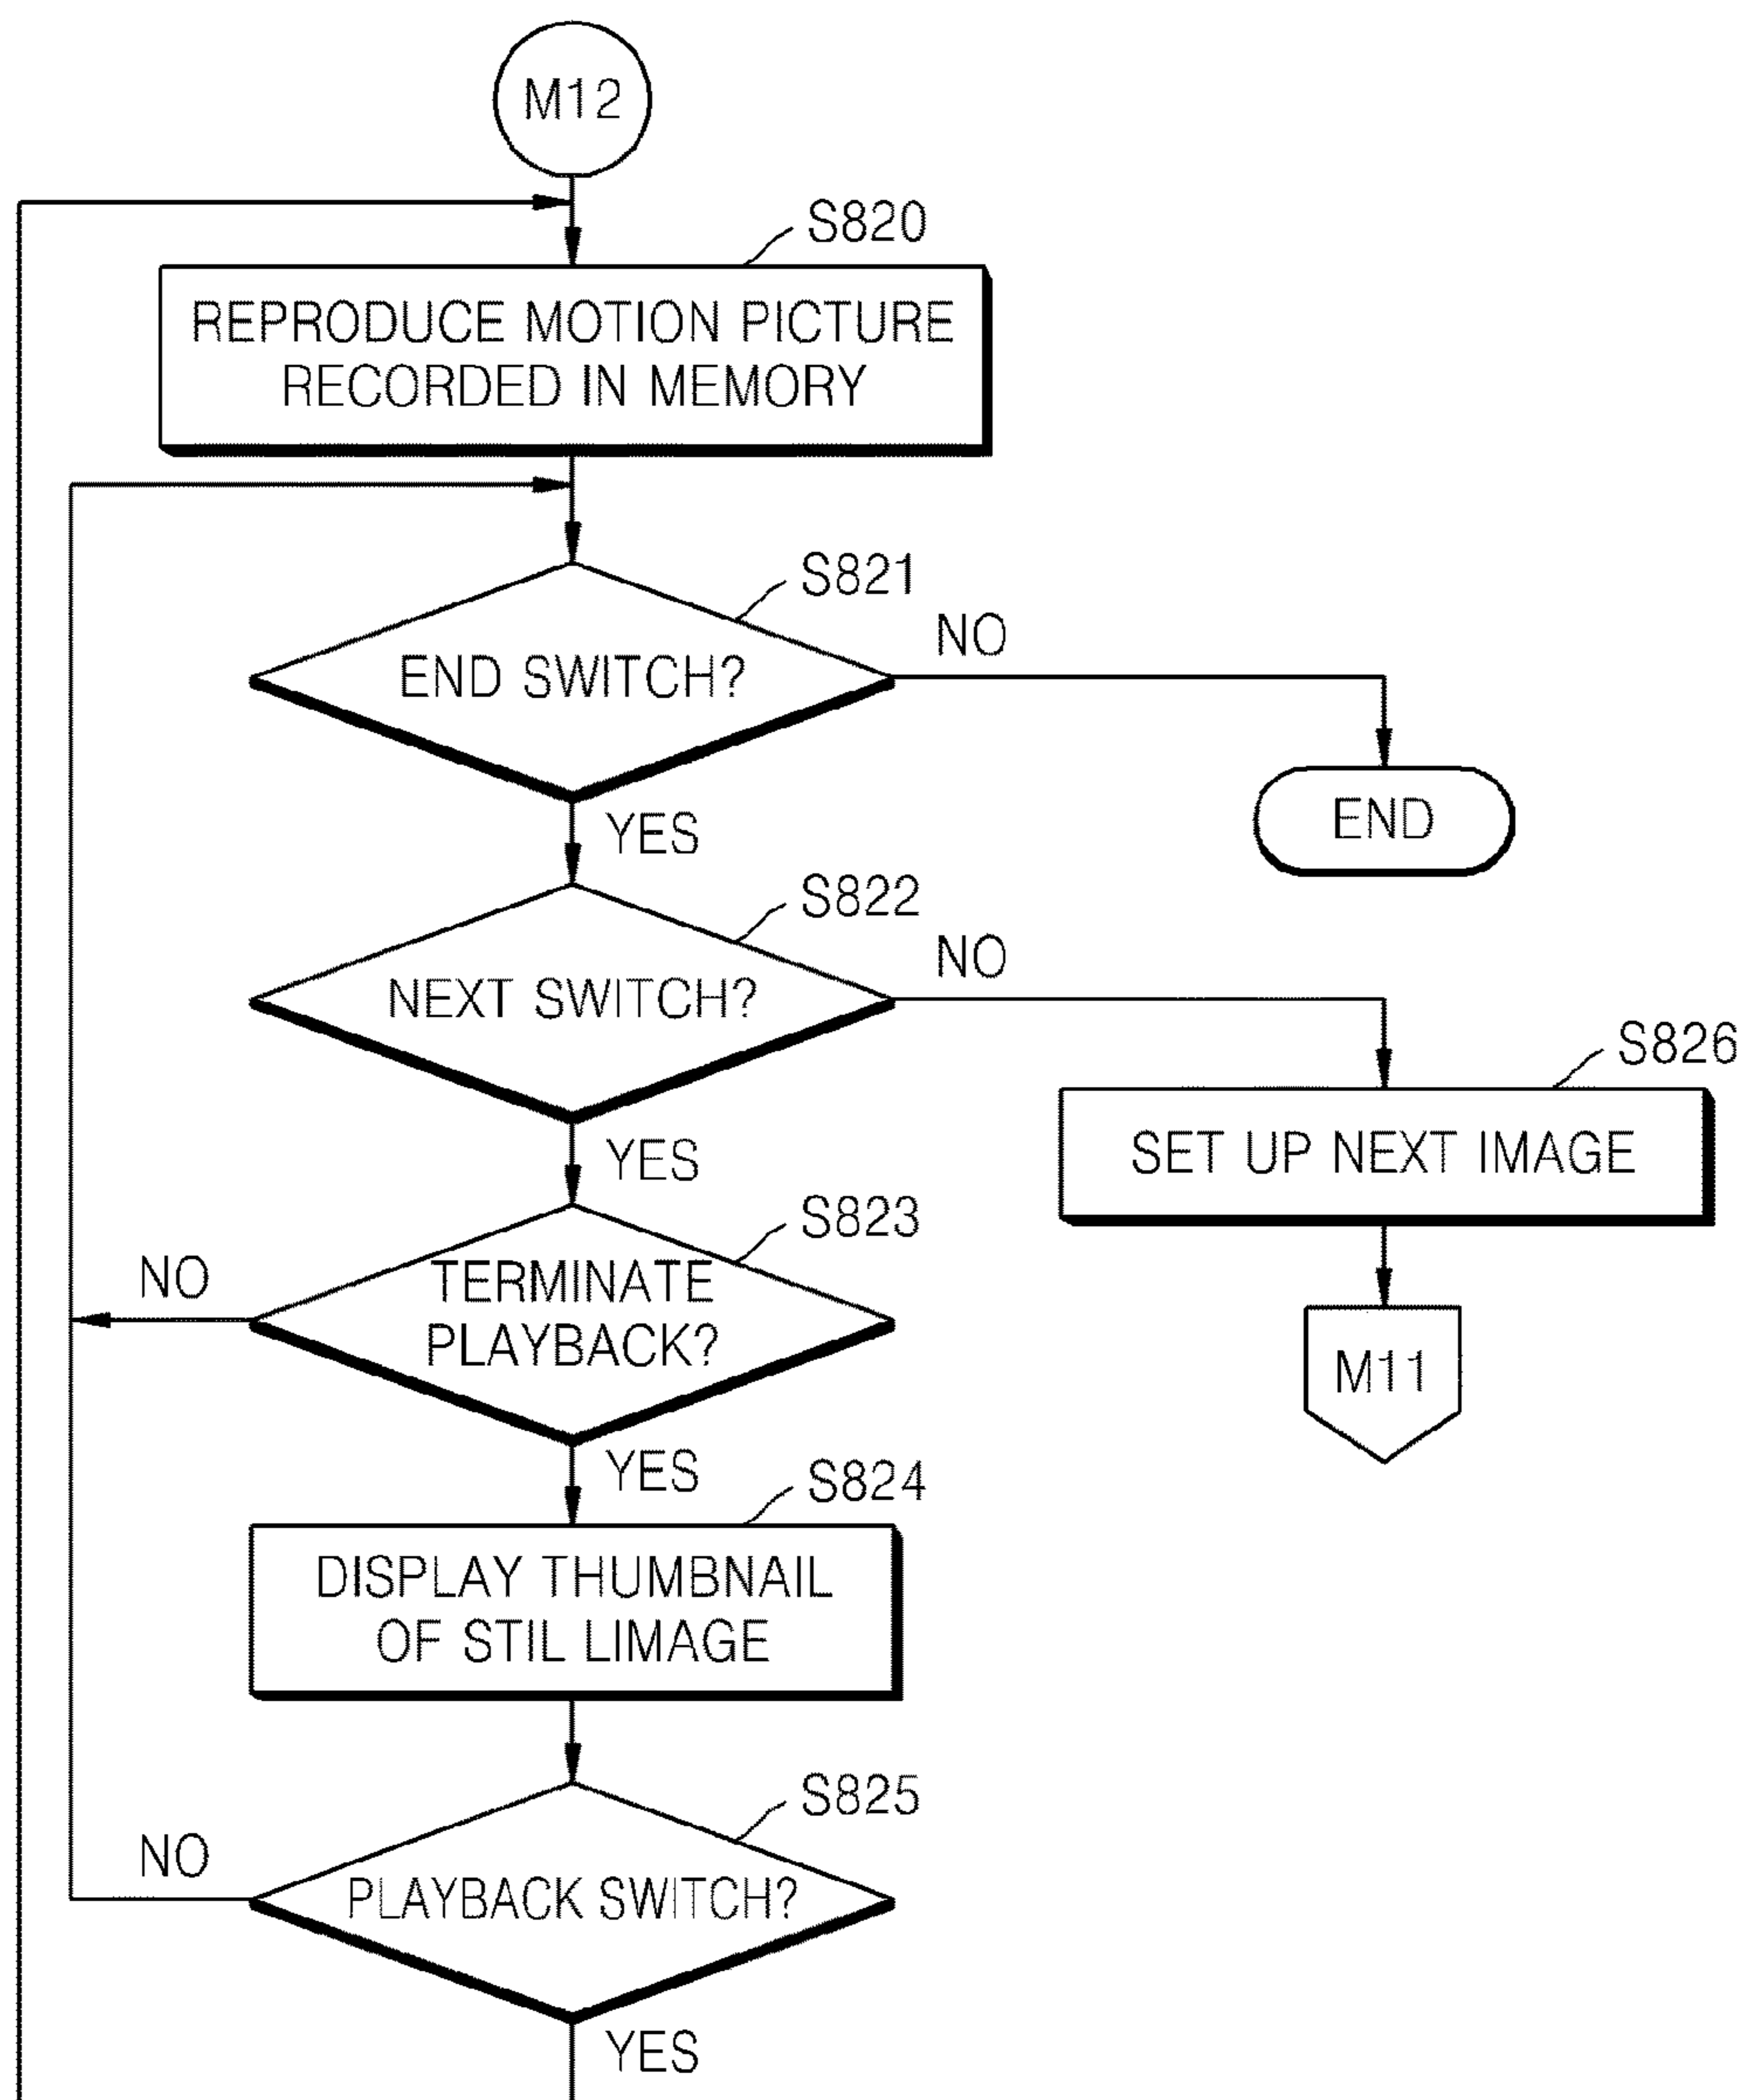 M12
S820
REPRODUCE MOTION PICTURE
RECORDED IN MEMORY
S821
END SWITCH?
NO
END
YES
S822
NEXT SWITCH?
NO
S826
SET UP NEXT IMAGE
YES
S823
TERMINATE
PLAYBACK?
NO
M11
YES
S824
DISPLAY THUMBNAIL
OF STIL LIMAGE
S825
PLAYBACK SWITCH?
NO
YES